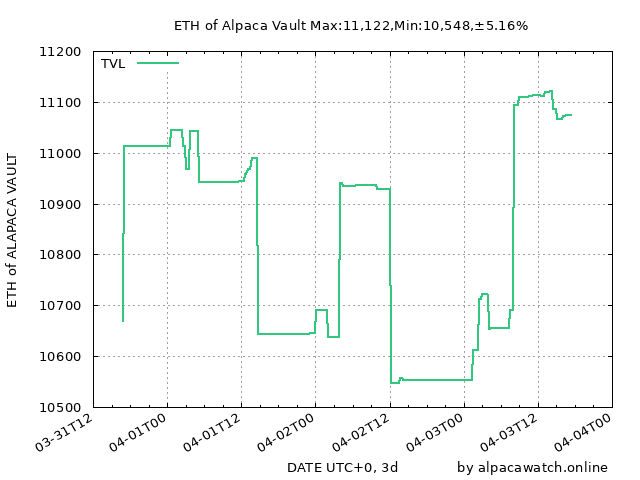 ETH of Alpaca Vault Max:11,122,Min:10,548,±5.16%
TVL
11200
11100
11000
10900
10800
10700
10600
10500
ETH of ALAPACA VAULT
03-31T12
04-01T00
04-01T12
04-02T00
04-02T12
04-03T00
04-03T12
04-04T00
DATE UTC+0, 3d
by alpacawatch.online